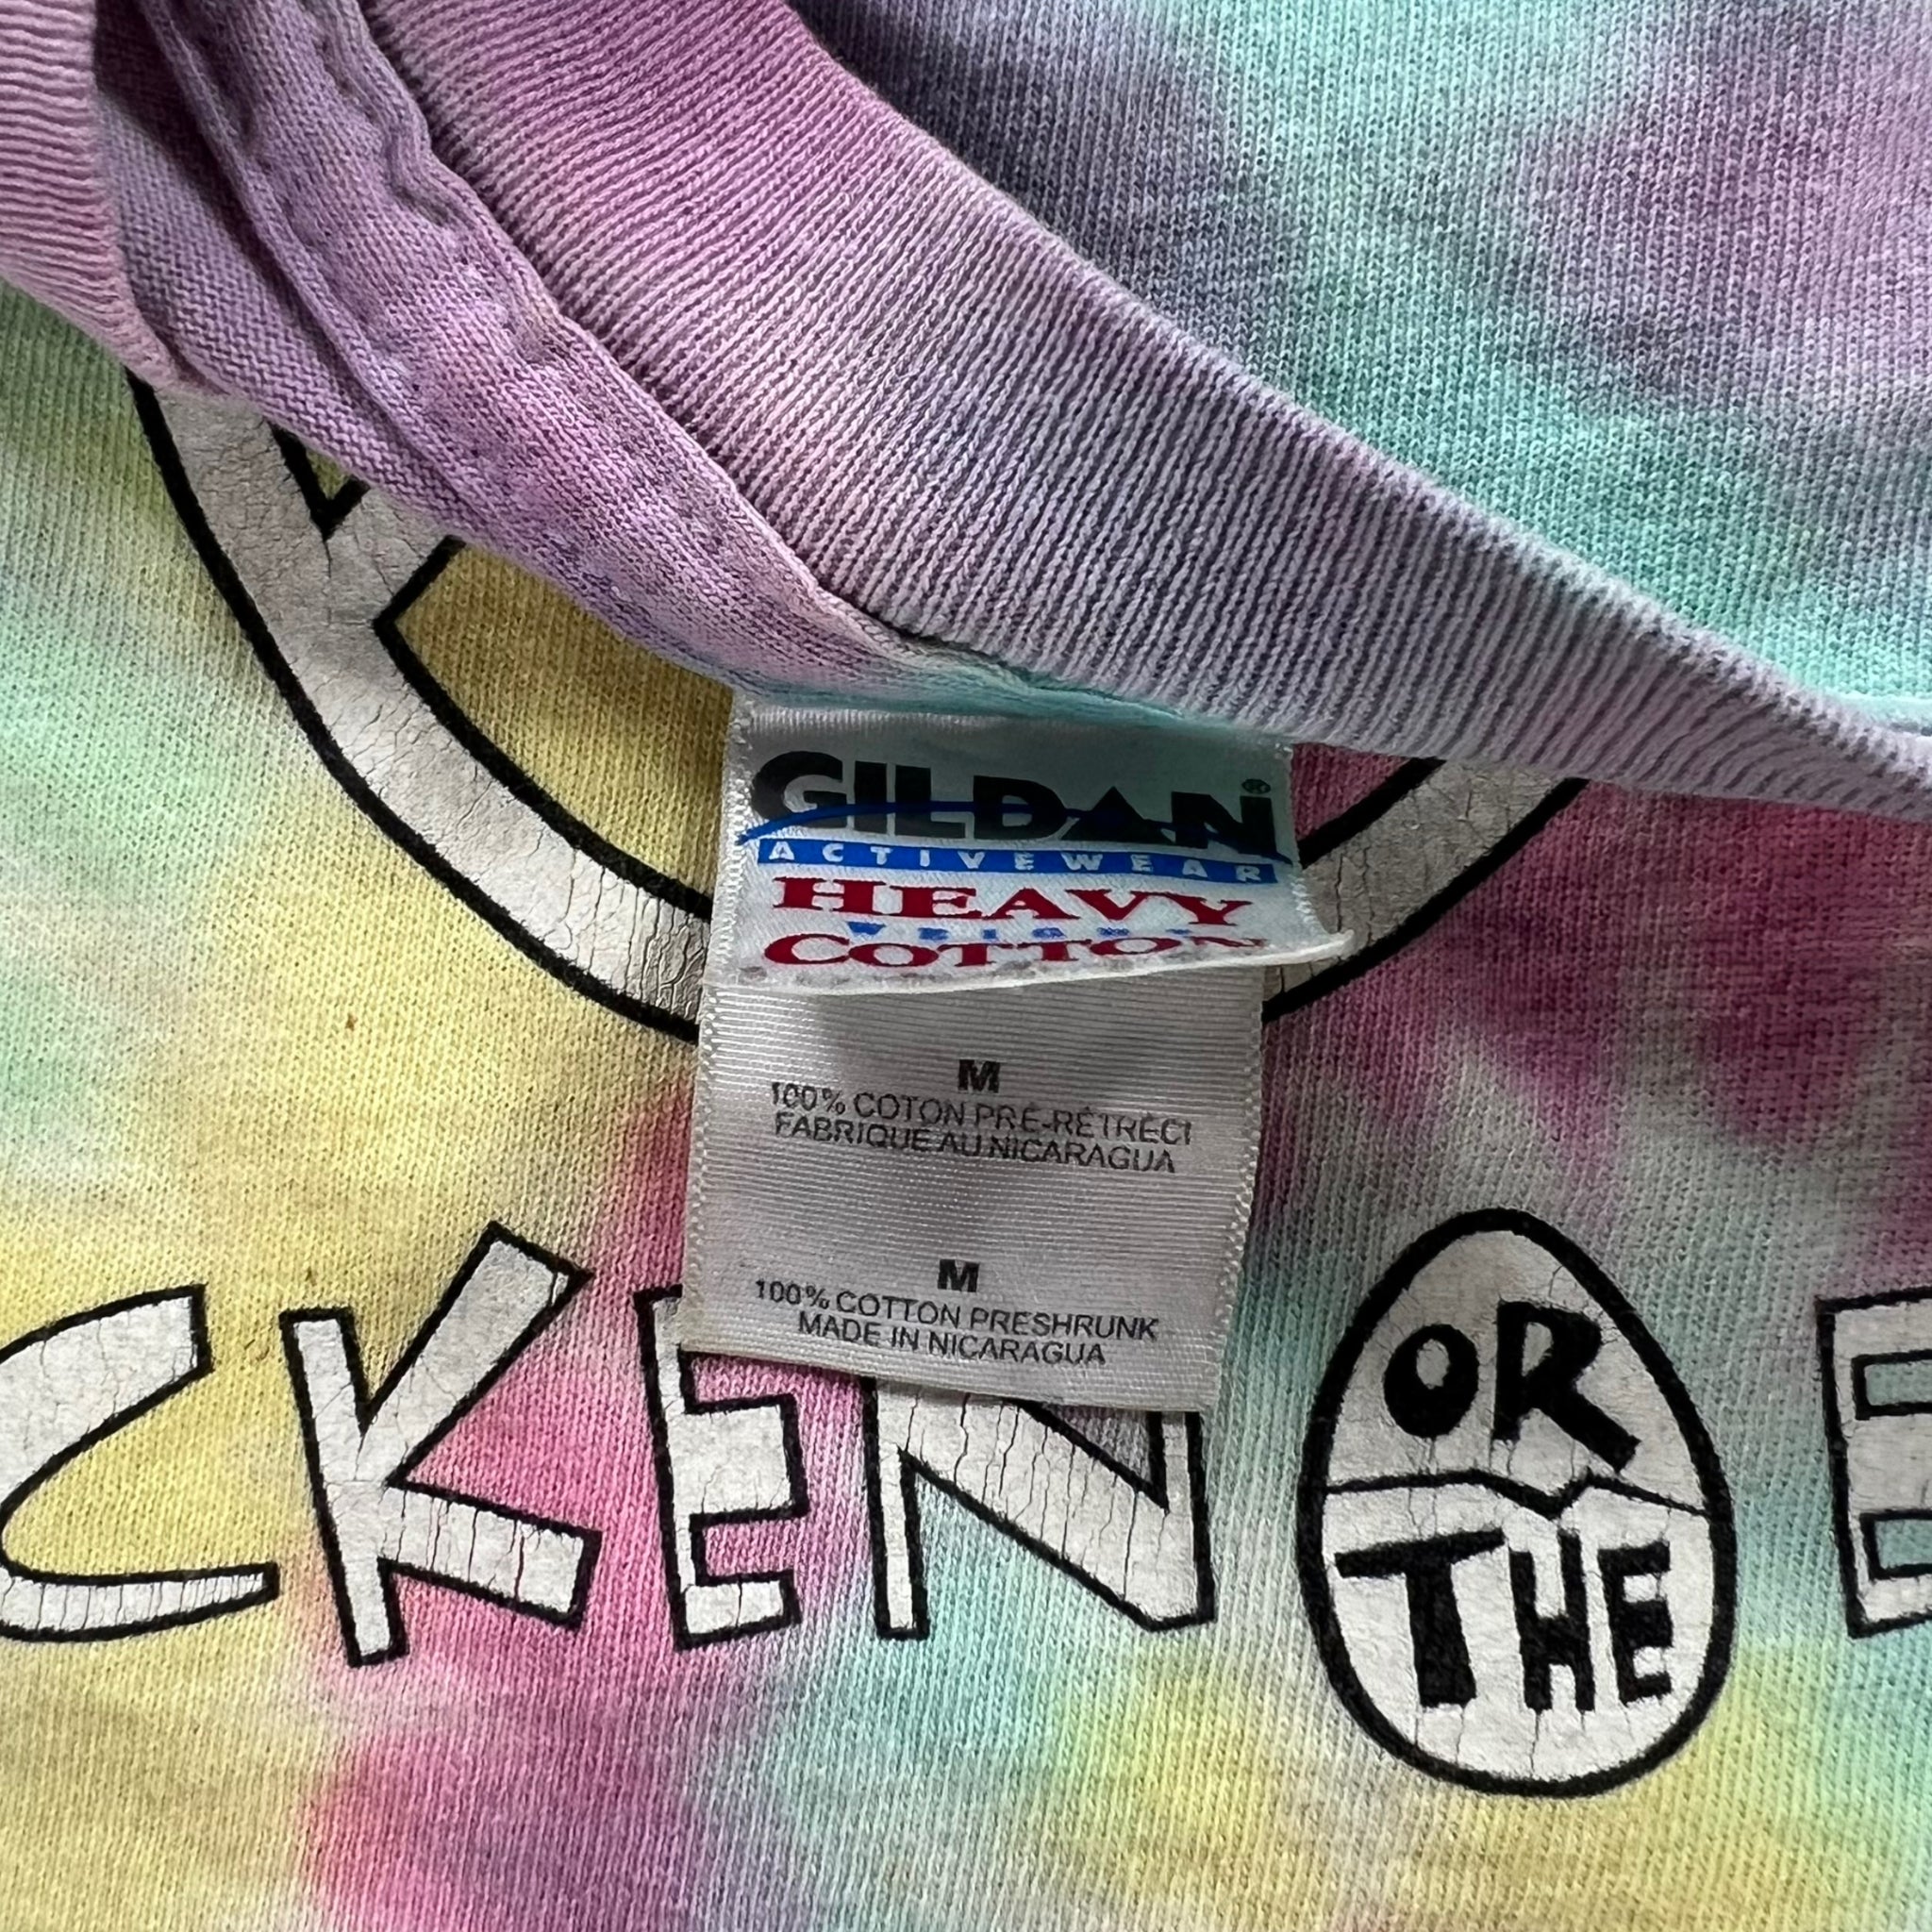 GILDAN®
ACTIVEWEAR
HEAVY
WEIGHT
COTTON
M
100% COTON PRÉ-RÉTRÉCI
FABRIQUE AU NICARAGUA
M
100% COTTON PRESHRUNK
MADE IN NICARAGUA
CKEN OR THE E